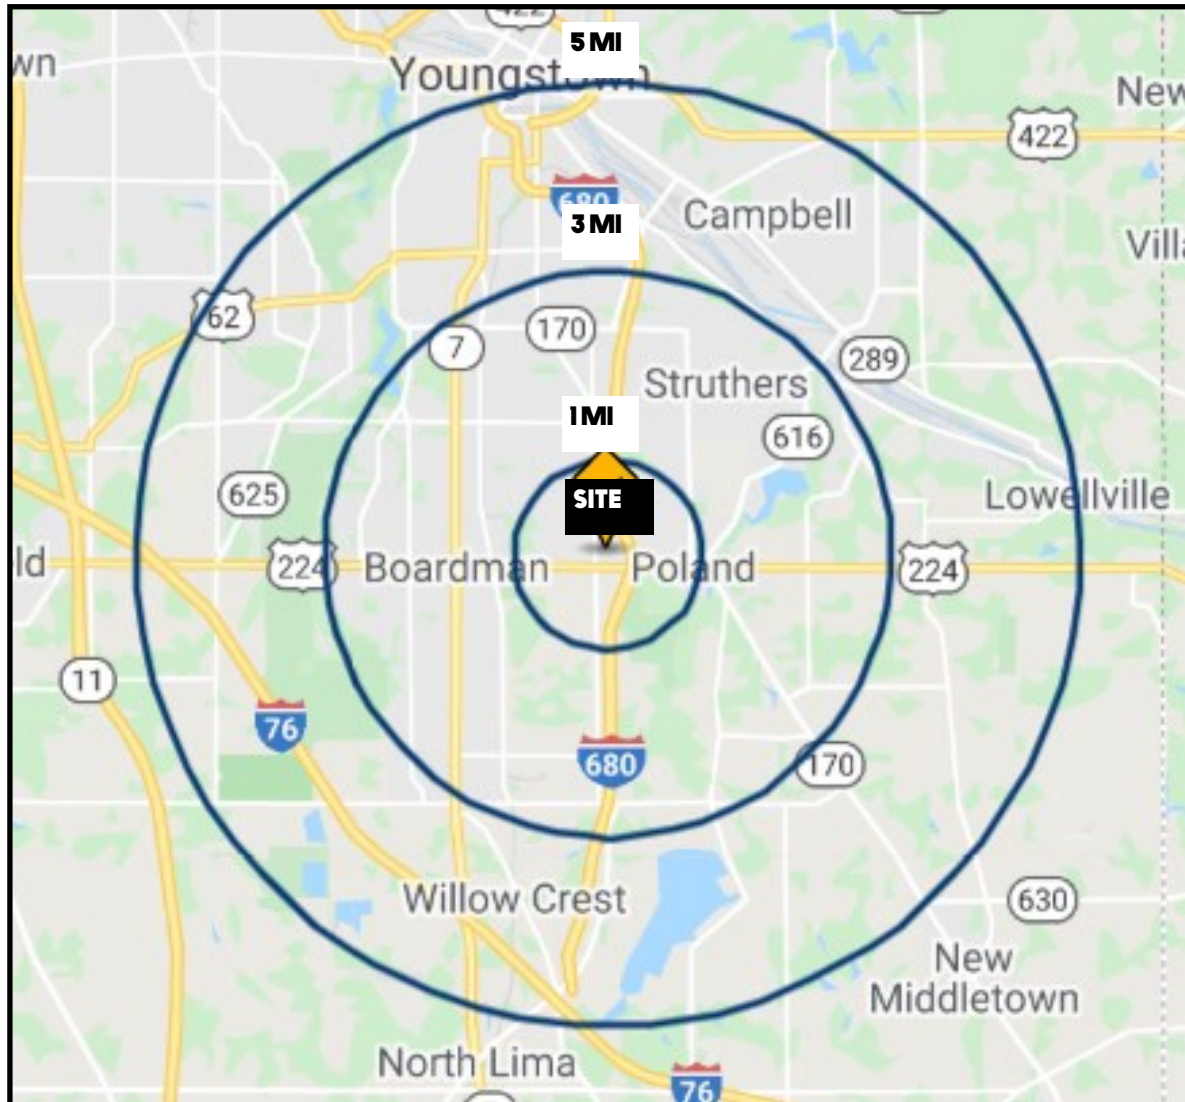 422
5 MI
wn
Youngstown
New
422
680
3 MI
Campbell
Villa
62
170
7
289
Struthers
1 MI
616
625
SITE
Lowellville
ld
224
Boardman
Poland
224
11
76
680
170
Willow Crest
630
New
Middletown
North Lima
76